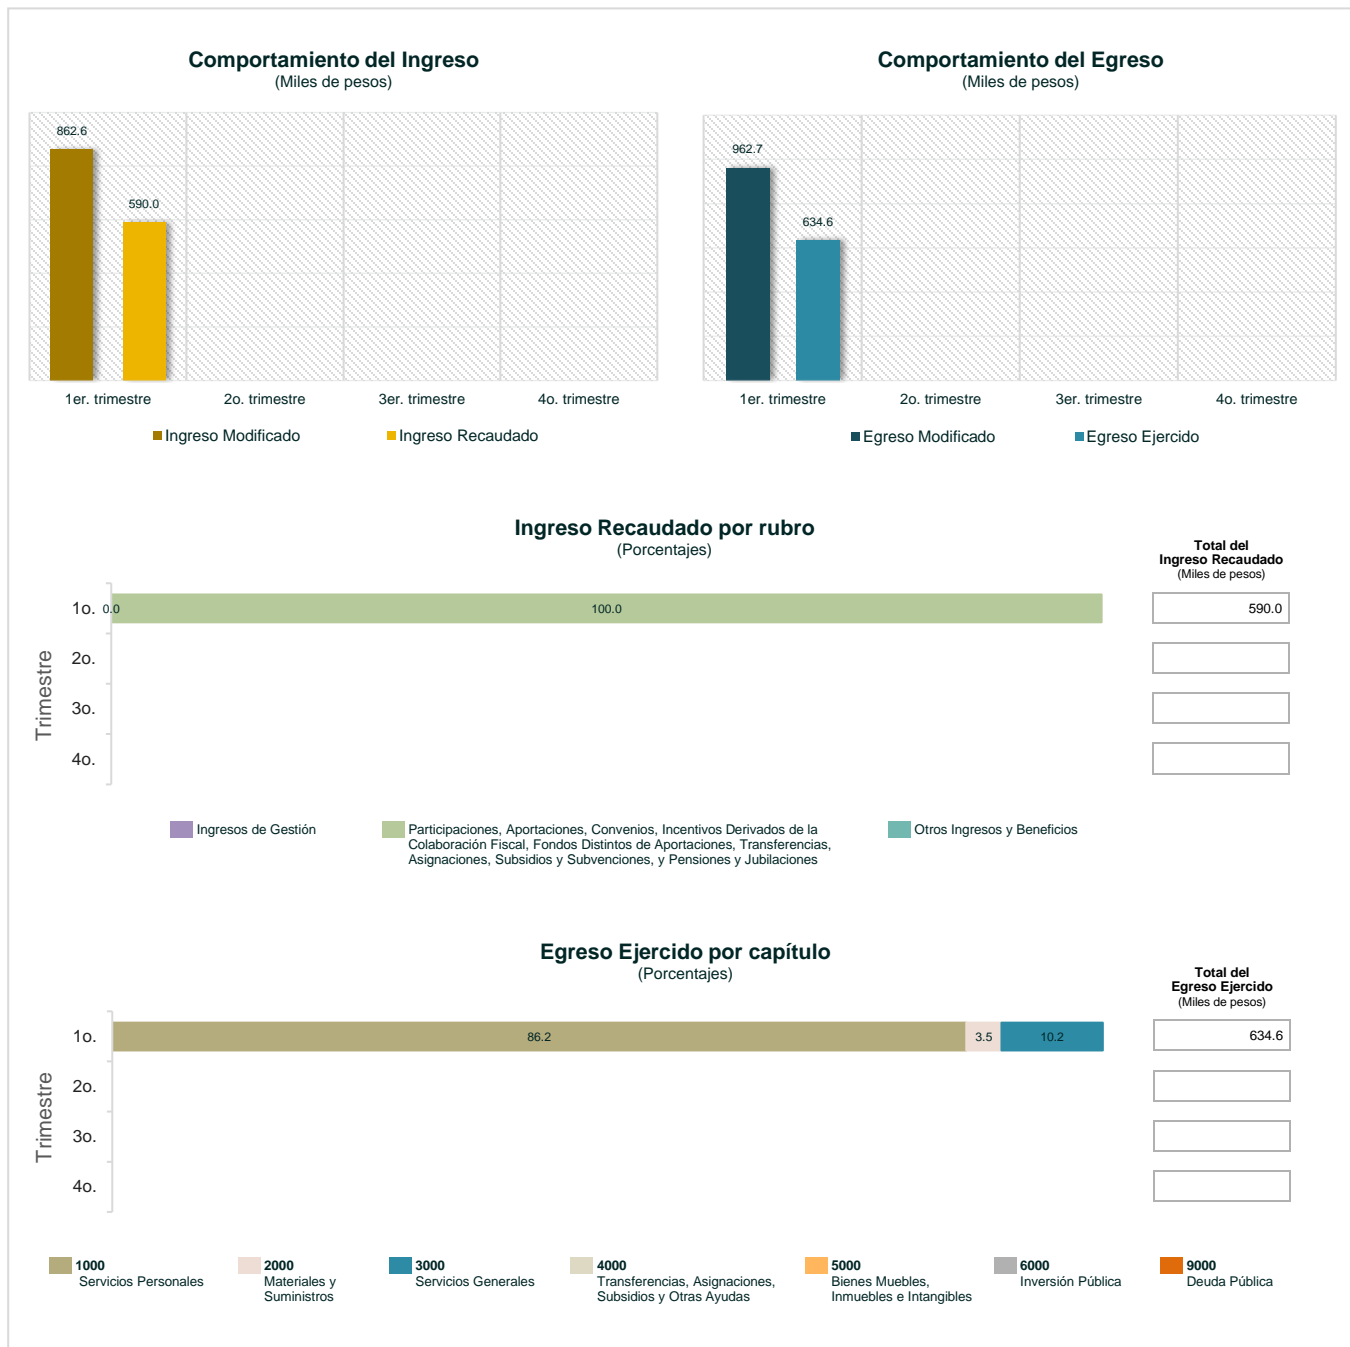 Comportamiento del Ingreso
(Miles de pesos)
862.6
590.0
1er. trimestre
2o. trimestre
3er. trimestre
4o. trimestre
Ingreso Modificado
Ingreso Recaudado
Comportamiento del Egreso
(Miles de pesos)
962.7
634.6
1er. trimestre
2o. trimestre
3er. trimestre
4o. trimestre
Egreso Modificado
Egreso Ejercido
Ingreso Recaudado por rubro
(Porcentajes)
Total del
Ingreso Recaudado
(Miles de pesos)
Trimestre
1o.
0.0
100.0
590.0
2o.
3o.
4o.
Ingresos de Gestión
Participaciones, Aportaciones, Convenios, Incentivos Derivados de la
Colaboración Fiscal, Fondos Distintos de Aportaciones, Transferencias,
Asignaciones, Subsidios y Subvenciones, y Pensiones y Jubilaciones
Otros Ingresos y Beneficios
Egreso Ejercido por capítulo
(Porcentajes)
Total del
Egreso Ejercido
(Miles de pesos)
Trimestre
1o.
86.2
3.5
10.2
634.6
2o.
3o.
4o.
1000
Servicios Personales
2000
Materiales y
Suministros
3000
Servicios Generales
4000
Transferencias, Asignaciones,
Subsidios y Otras Ayudas
5000
Bienes Muebles,
Inmuebles e Intangibles
6000
Inversión Pública
9000
Deuda Pública